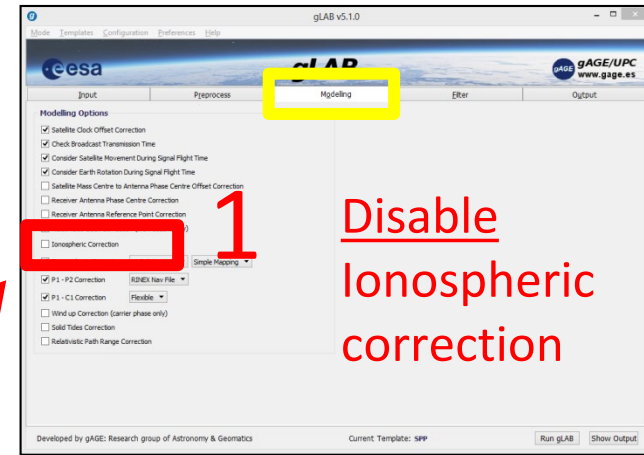 gLAB v5.1.0
Mode Templates Configuration Preferences Help
esa
gLAB
gAGE gAGE/UPC
www.gage.es
Input Preprocess Modeling Filter Output
Modelling Options
Satellite Clock Offset Correction
Check Broadcast Transmission Time
Consider Satellite Movement During Signal Flight Time
Consider Earth Rotation During Signal Flight Time
Satellite Mass Centre to Antenna Phase Centre Offset Correction
Receiver Antenna Phase Centre Correction
Receiver Antenna Reference Point Correction
Ionospheric Correction
Simple Mapping
P1 - P2 Correction RINEX Nav File
P1 - C1 Correction Flexible
Wind up Correction (carrier phase only)
Solid Tides Correction
Relativistic Path Range Correction
1
Disable
Ionospheric
correction
Developed by gAGE: Research group of Astronomy & Geomatics Current Template: SPP Run gLAB Show Output